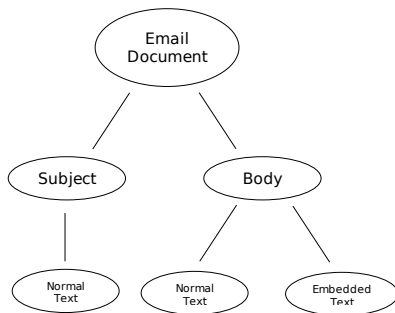 Email
Document
Subject
Body
Normal
Text
Normal
Text
Embedded
Text